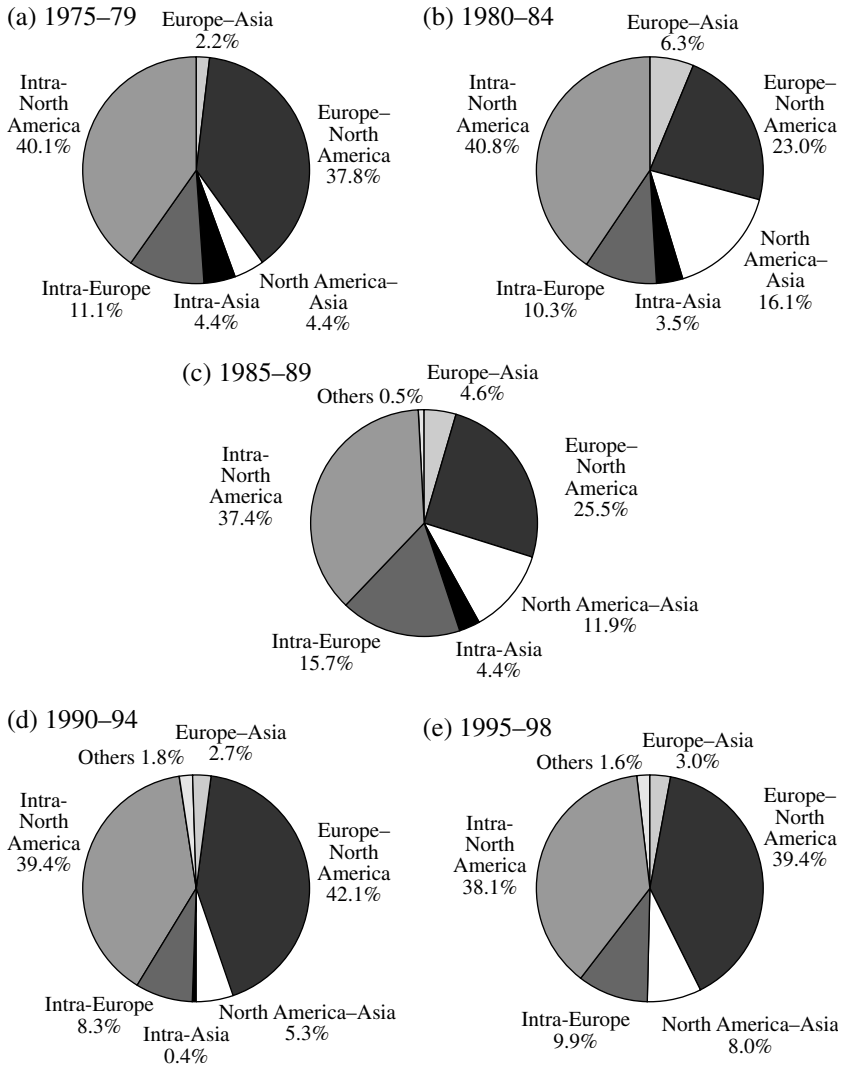 (a) 1975–79
Europe–Asia
2.2%
Intra-
North
America
40.1%
Europe–
North
America
37.8%
Intra-Europe
11.1%
Intra-Asia
4.4%
North America–
Asia
4.4%
(b) 1980–84
Europe–Asia
6.3%
Intra-
North
America
40.8%
Europe–
North
America
23.0%
North
America–
Asia
16.1%
Intra-Europe
10.3%
Intra-Asia
3.5%
(c) 1985–89
Others 0.5%
Europe–Asia
4.6%
Intra-
North
America
37.4%
Europe–
North
America
25.5%
North America–Asia
11.9%
Intra-Europe
15.7%
Intra-Asia
4.4%
(d) 1990–94
Others 1.8%
Europe–Asia
2.7%
Intra-
North
America
39.4%
Europe–
North
America
42.1%
Intra-Europe
8.3%
Intra-Asia
0.4%
North America–Asia
5.3%
(e) 1995–98
Others 1.6%
Europe–Asia
3.0%
Intra-
North
America
38.1%
Europe–
North
America
39.4%
Intra-Europe
9.9%
North America–Asia
8.0%